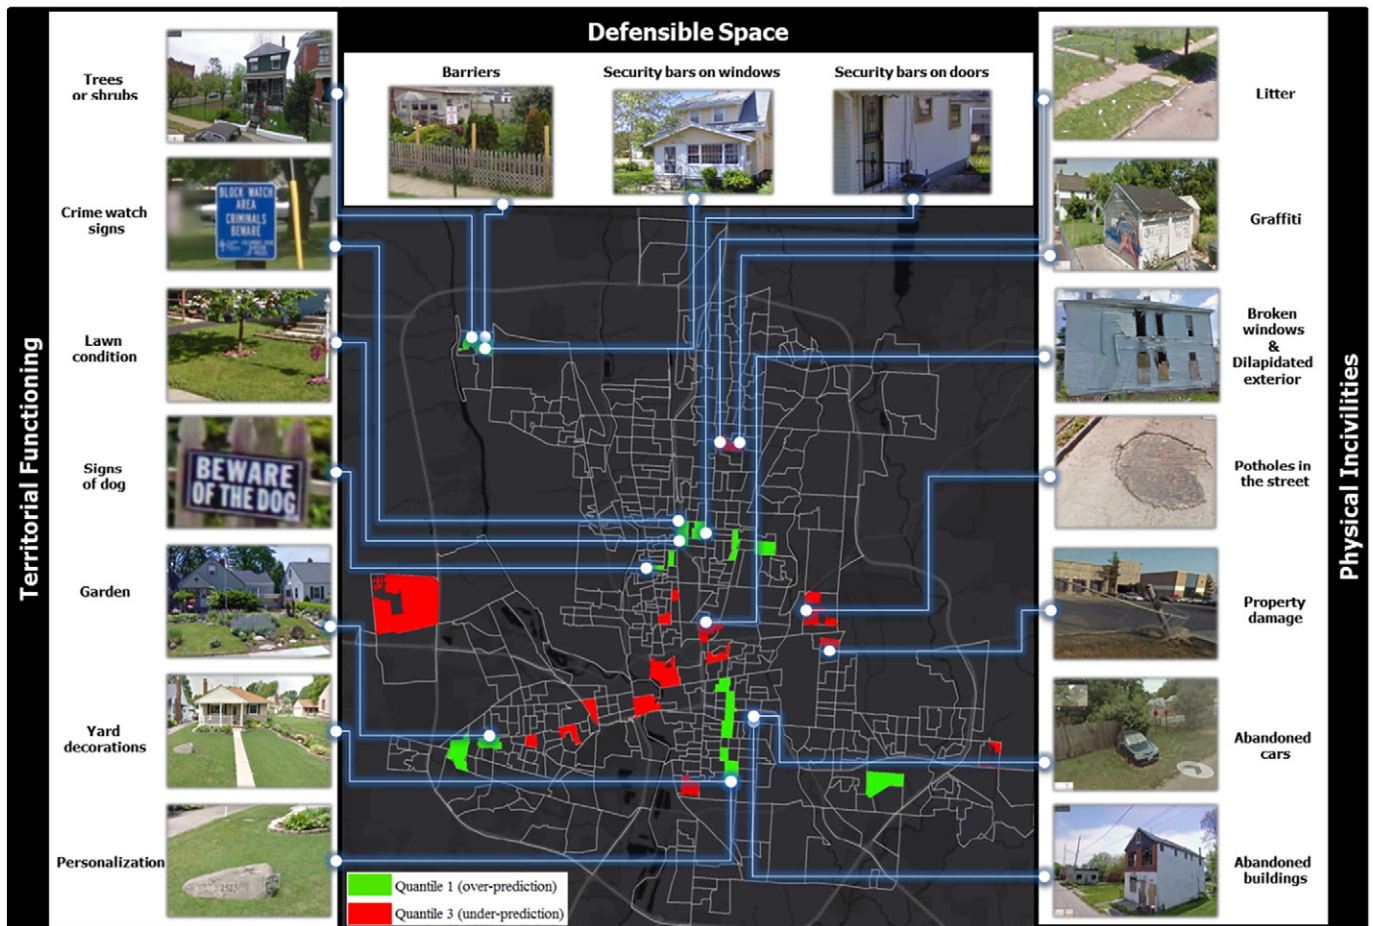 Defensible Space
Barriers
Security bars on windows
Security bars on doors
Territorial Functioning
Trees
or shrubs
Crime watch
signs
BLOCK WATCH
AREA
CRIMINALS
BEWARE
Lawn
condition
Signs
of dog
BEWARE
OF THE DOG
Garden
Yard
decorations
Personalization
1515
Physical Incivilities
Litter
Graffiti
Broken
windows
&
Dilapidated
exterior
Potholes in
the street
Property
damage
Abandoned
cars
Abandoned
buildings
Quantile 1 (over-prediction)
Quantile 3 (under-prediction)